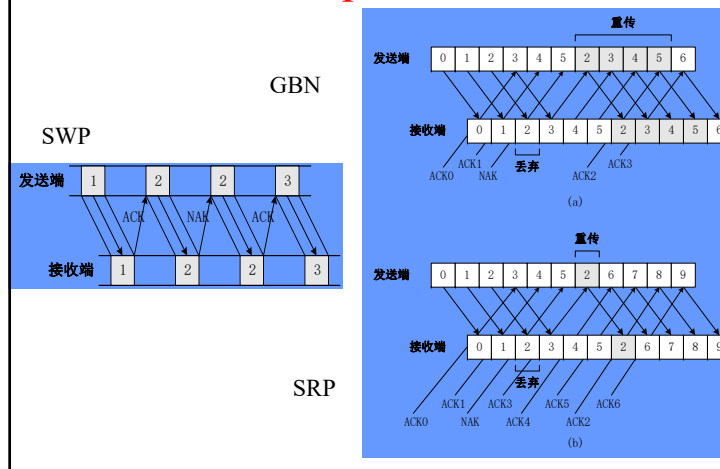 重传
发送端 0 1 2 3 4 5 2 3 4 5 6
接收端 0 1 2 3 4 5 2 3 4 5 6
丢弃
ACK0 ACK1 NAK ACK2 ACK3
(a)
GBN
SWP
发送端 1 2 2 3
ACK NAK ACK
接收端 1 2 2 3
重传
发送端 0 1 2 3 4 5 2 6 7 8 9
接收端 0 1 2 3 4 5 2 6 7 8 9
丢弃
ACK1 ACK3 ACK5 ACK6
ACK0 NAK ACK4 ACK2
(b)
SRP